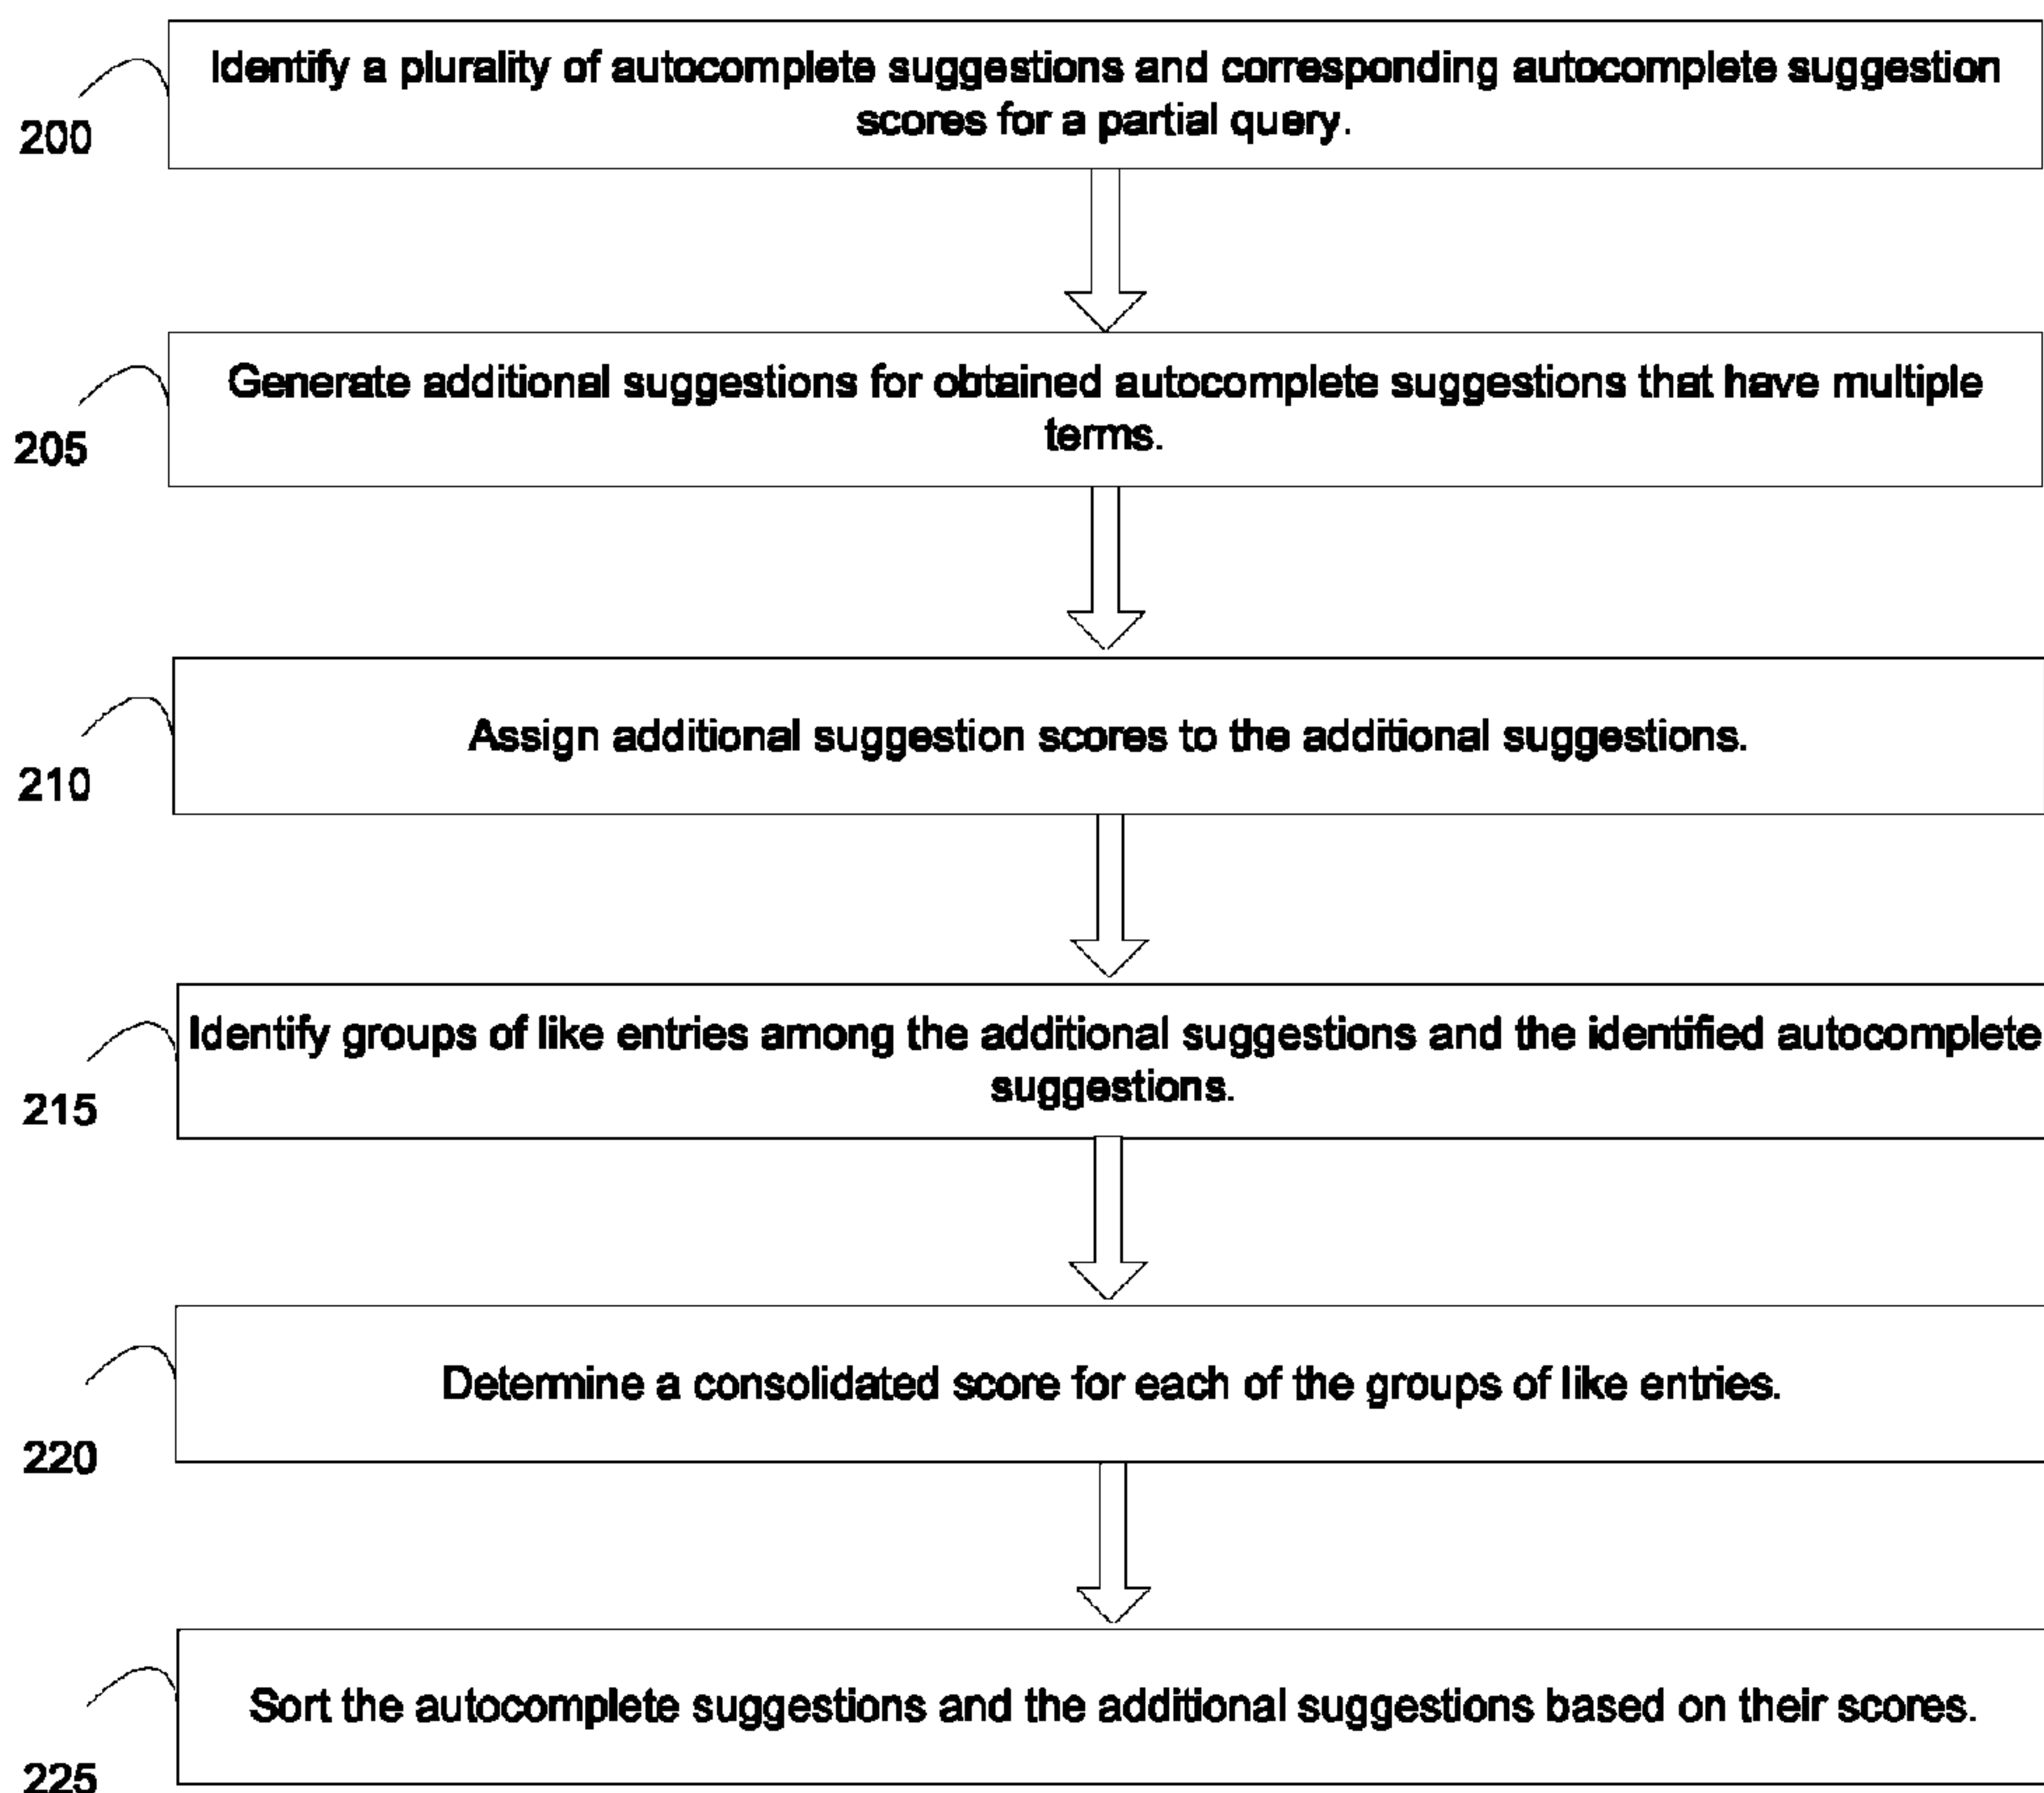 Identify a plurality of autocomplete suggestions and corresponding autocomplete suggestion
scores for a partial query.
200
Generate additional suggestions for obtained autocomplete suggestions that have multiple
terms.
205
Assign additional suggestion scores to the additional suggestions.
210
Identify groups of like entries among the additional suggestions and the identified autocomplete
suggestions.
215
Determine a consolidated score for each of the groups of like entries.
220
Sort the autocomplete suggestions and the additional suggestions based on their scores.
225